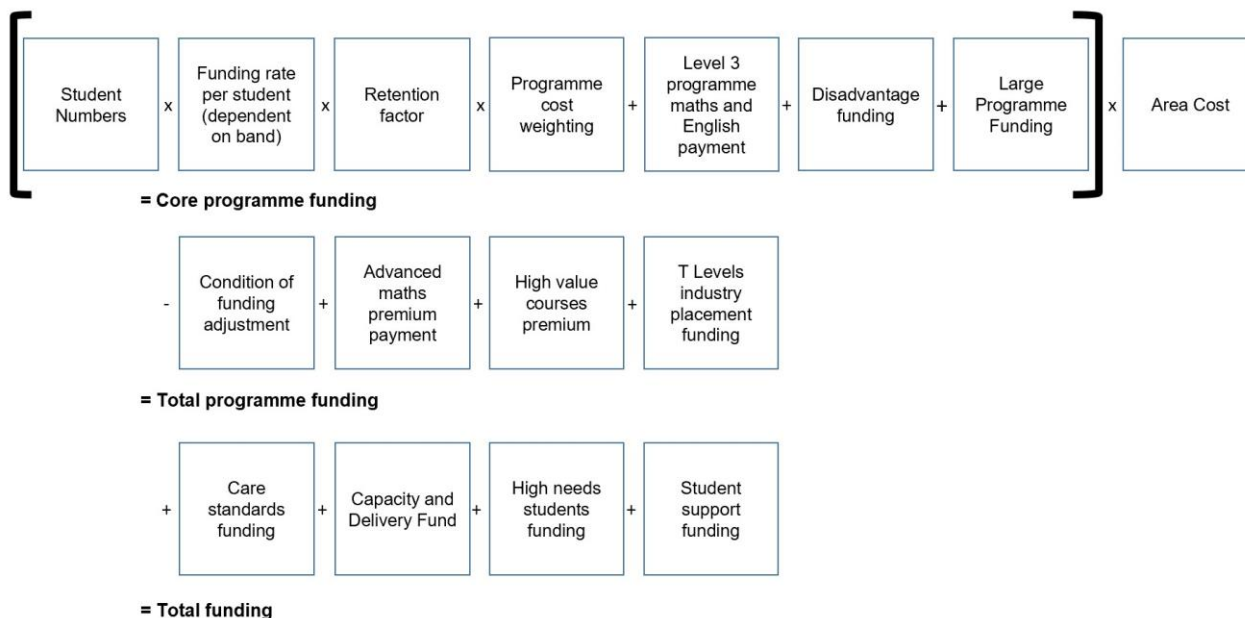 Student
Numbers
x
Funding rate
per student
(dependent
on band)
x
Retention
factor
x
Programme
cost
weighting
+
Level 3
programme
maths and
English
payment
+
Disadvantage
funding
+
Large
Programme
Funding
x
Area Cost
= Core programme funding
-
Condition of
funding
adjustment
+
Advanced
maths
premium
payment
+
High value
courses
premium
+
T Levels
industry
placement
funding
= Total programme funding
+
Care
standards
funding
+
Capacity and
Delivery Fund
+
High needs
students
funding
+
Student
support
funding
= Total funding